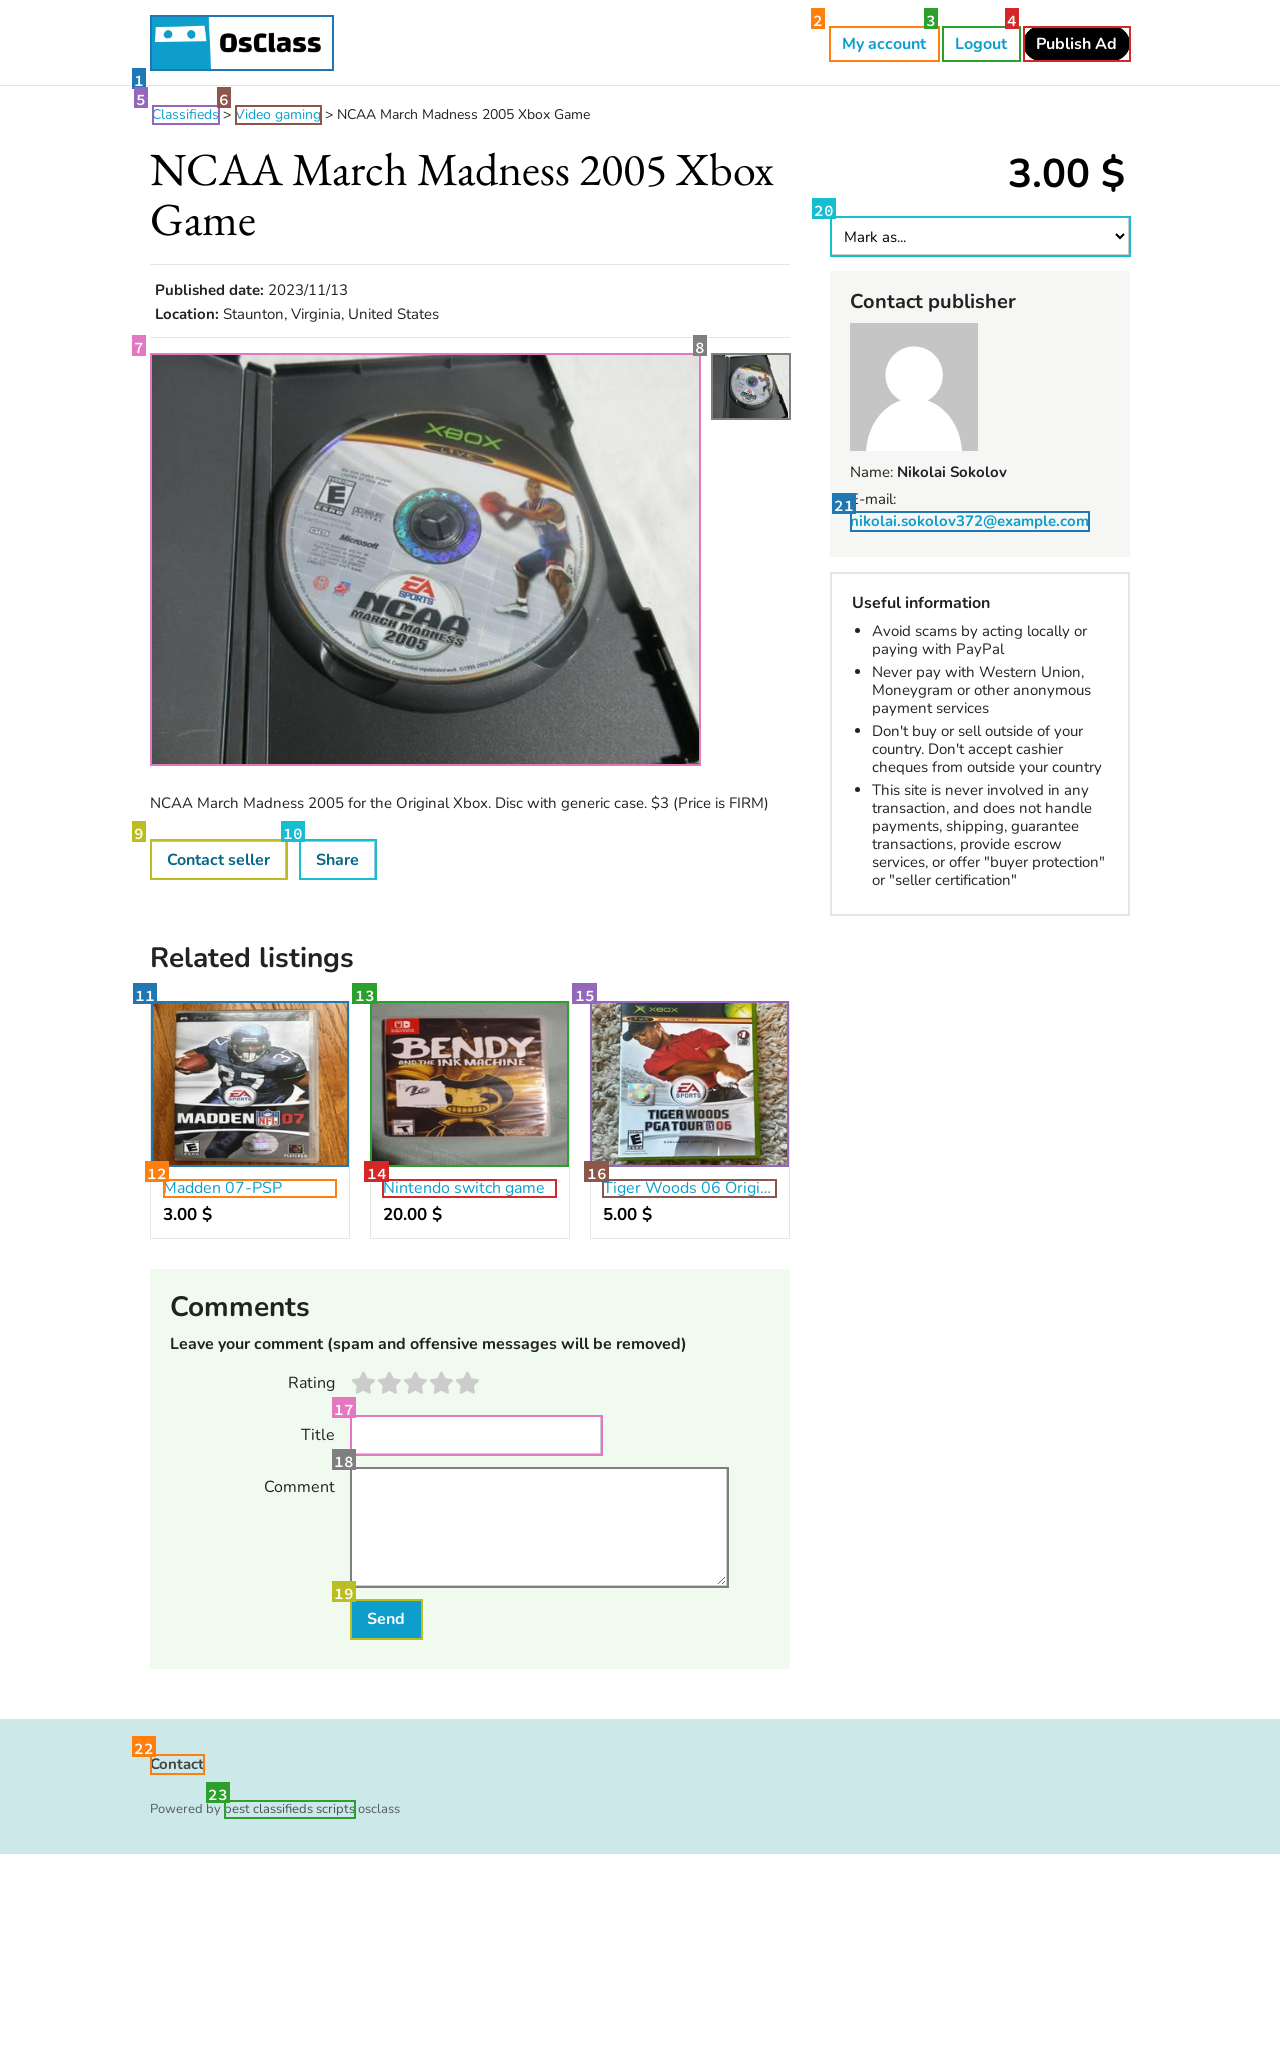 OsClass
2
3
4
My account
Logout
Publish Ad
1
5
6
Classifieds > Video gaming > NCAA March Madness 2005 Xbox Game
NCAA March Madness 2005 Xbox
Game
3.00 $
20
Mark as...
Published date: 2023/11/13
Location: Staunton, Virginia, United States
Contact publisher
7
8
XBOX
LIVE
EA
SPORTS
NCAA
MARCH MADNESS
2005
Microsoft
Name: Nikolai Sokolov
E-mail:
21
nikolai.sokolov372@example.com
Useful information
Avoid scams by acting locally or
paying with PayPal
Never pay with Western Union,
Moneygram or other anonymous
payment services
Don't buy or sell outside of your
country. Don't accept cashier
cheques from outside your country
This site is never involved in any
transaction, and does not handle
payments, shipping, guarantee
transactions, provide escrow
services, or offer "buyer protection"
or "seller certification"
NCAA March Madness 2005 for the Original Xbox. Disc with generic case. $3 (Price is FIRM)
9
10
Contact seller
Share
Related listings
11
13
15
EA
SPORTS
MADDEN NFL 07
BENDY
AND THE INK MACHINE
20
XBOX
EA
SPORTS
TIGER WOODS
PGA TOUR 06
12
14
16
Madden 07-PSP
3.00 $
Nintendo switch game
20.00 $
Tiger Woods 06 Origi...
5.00 $
Comments
Leave your comment (spam and offensive messages will be removed)
Rating
17
Title
18
Comment
19
Send
22
Contact
23
Powered by best classifieds scripts osclass